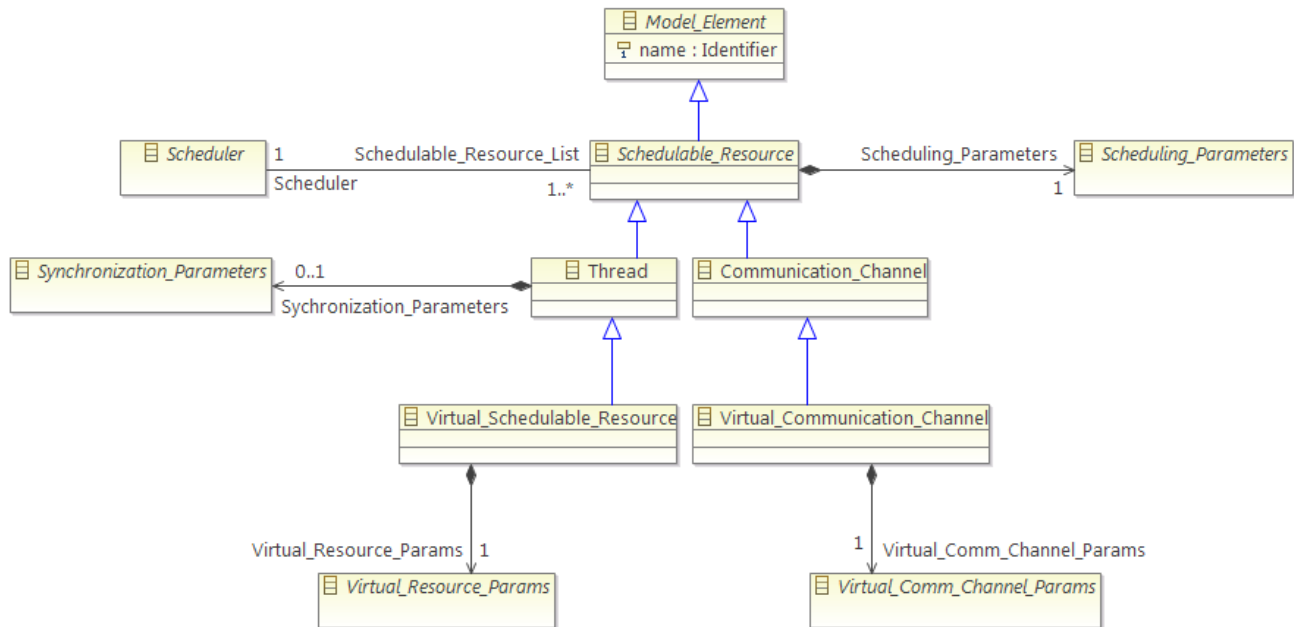 Model_Element
name : Identifier
Scheduler
1
Scheduler
Schedulable_Resource_List
1..*
Schedulable_Resource
Scheduling_Parameters
1
Scheduling_Parameters
Synchronization_Parameters
0..1
Sychronization_Parameters
Thread
Communication_Channel
Virtual_Schedulable_Resource
Virtual_Communication_Channel
Virtual_Resource_Params
1
1
Virtual_Comm_Channel_Params
Virtual_Resource_Params
Virtual_Comm_Channel_Params